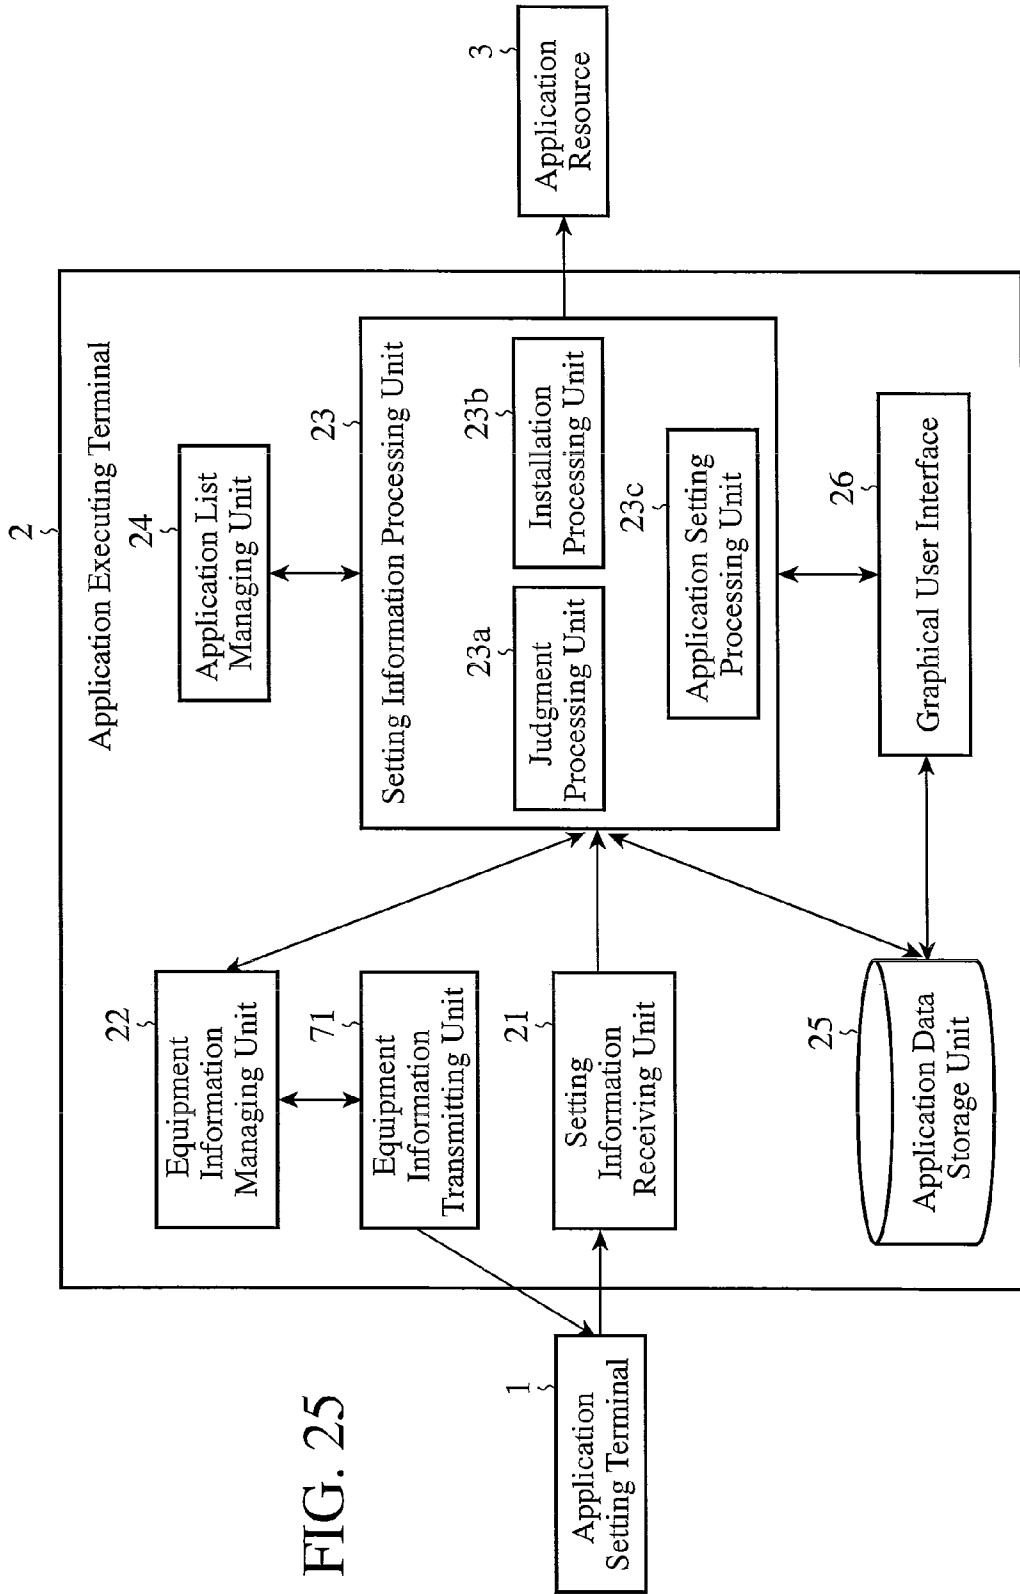 FIG. 25
2
Application Executing Terminal
1
Application
Setting Terminal
22
Equipment
Information
Managing Unit
71
Equipment
Information
Transmitting Unit
21
Setting
Information
Receiving Unit
25
Application Data
Storage Unit
24
Application List
Managing Unit
23
Setting Information Processing Unit
23a
Judgment
Processing Unit
23b
Installation
Processing Unit
23c
Application Setting
Processing Unit
26
Graphical User Interface
3
Application
Resource